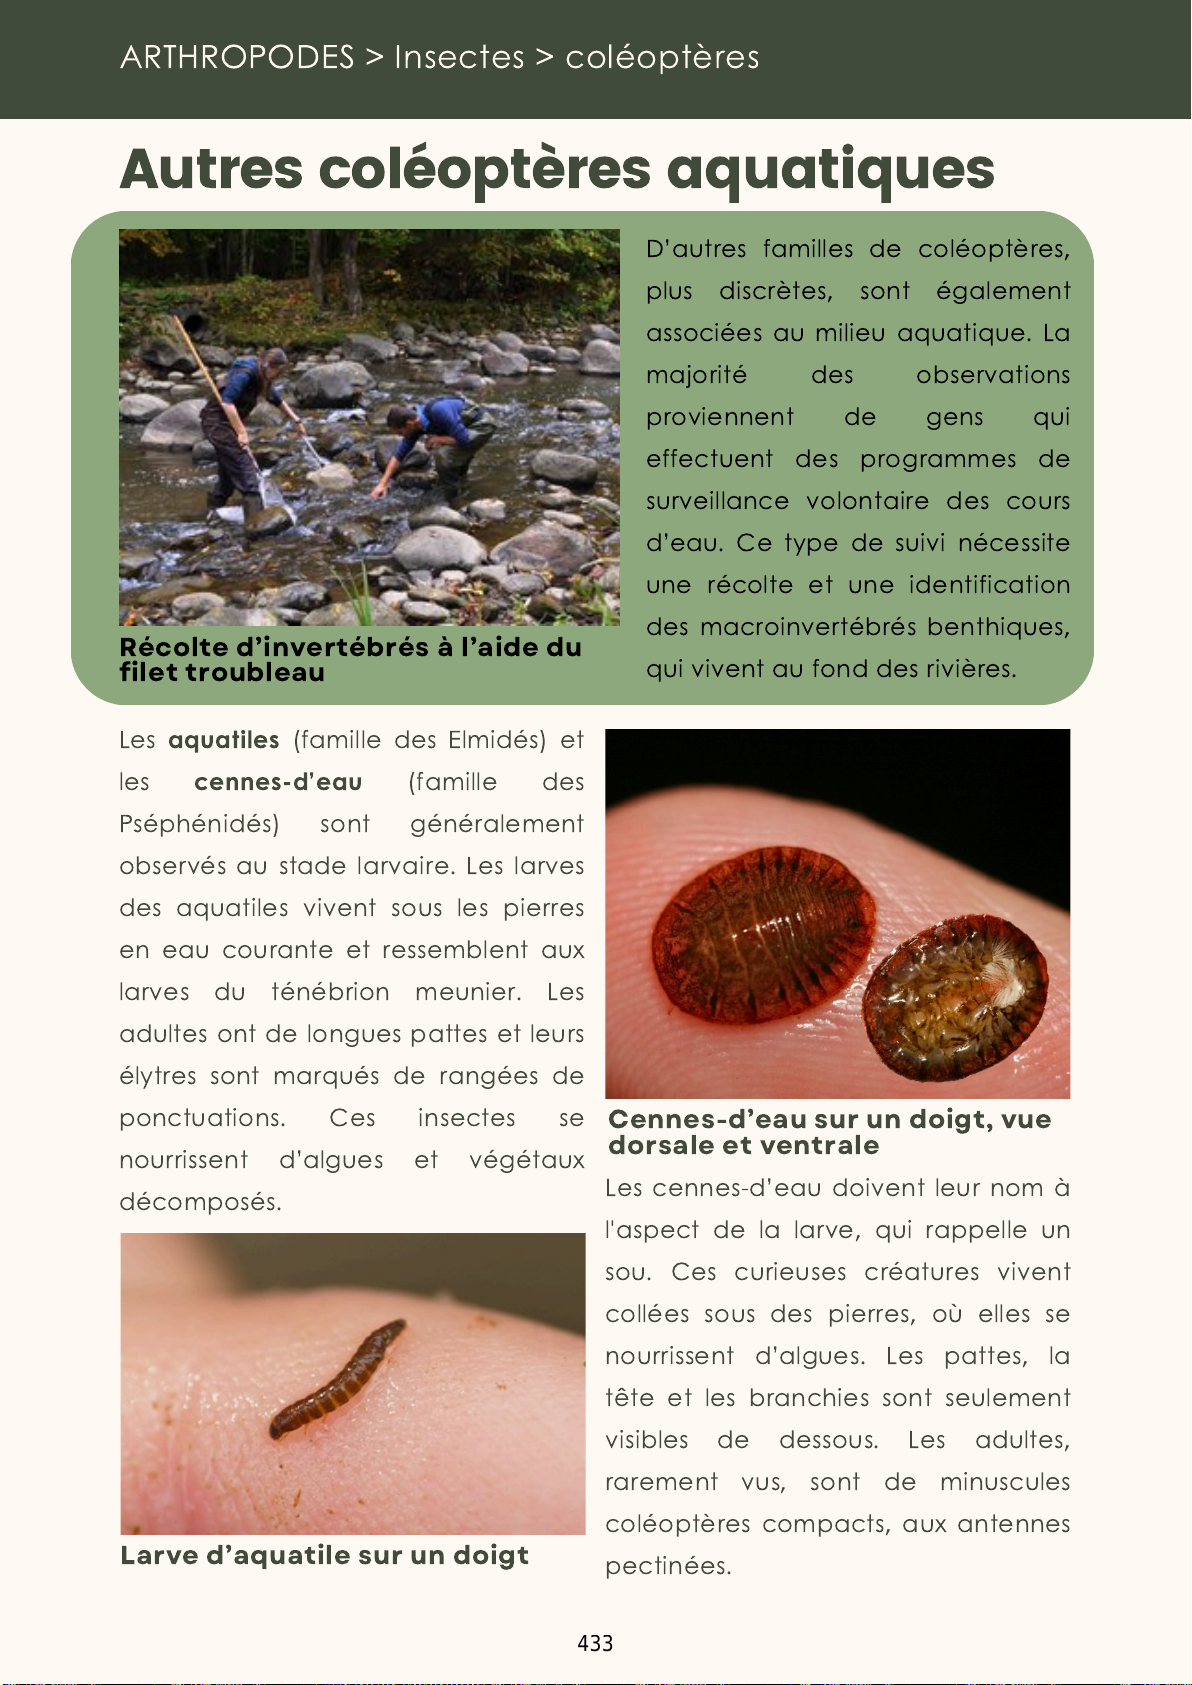 ARTHROPODES > Insectes > coléoptères
Autres coléoptères aquatiques
D'autres familles de coléoptères,
plus discrètes, sont également
associées au milieu aquatique. La
majorité des observations
proviennent de gens qui
effectuent des programmes de
surveillance volontaire des cours
d'eau. Ce type de suivi nécessite
une récolte et une identification
des macroinvertébrés benthiques,
qui vivent au fond des rivières.
Récolte d'invertébrés à l'aide du
filet troubleau
Les aquatiles (famille des Elmidés) et
les cennes-d'eau (famille des
Pséphénidés) sont généralement
observés au stade larvaire. Les larves
des aquatiles vivent sous les pierres
en eau courante et ressemblent aux
larves du ténébrion meunier. Les
adultes ont de longues pattes et leurs
élytres sont marqués de rangées de
ponctuations. Ces insectes se
nourrissent d'algues et végétaux
décomposés.
Larve d'aquatile sur un doigt
Cennes-d'eau sur un doigt, vue
dorsale et ventrale
Les cennes-d'eau doivent leur nom à
l'aspect de la larve, qui rappelle un
sou. Ces curieuses créatures vivent
collées sous des pierres, où elles se
nourrissent d'algues. Les pattes, la
tête et les branchies sont seulement
visibles de dessous. Les adultes,
rarement vus, sont de minuscules
coléoptères compacts, aux antennes
pectinées.
433